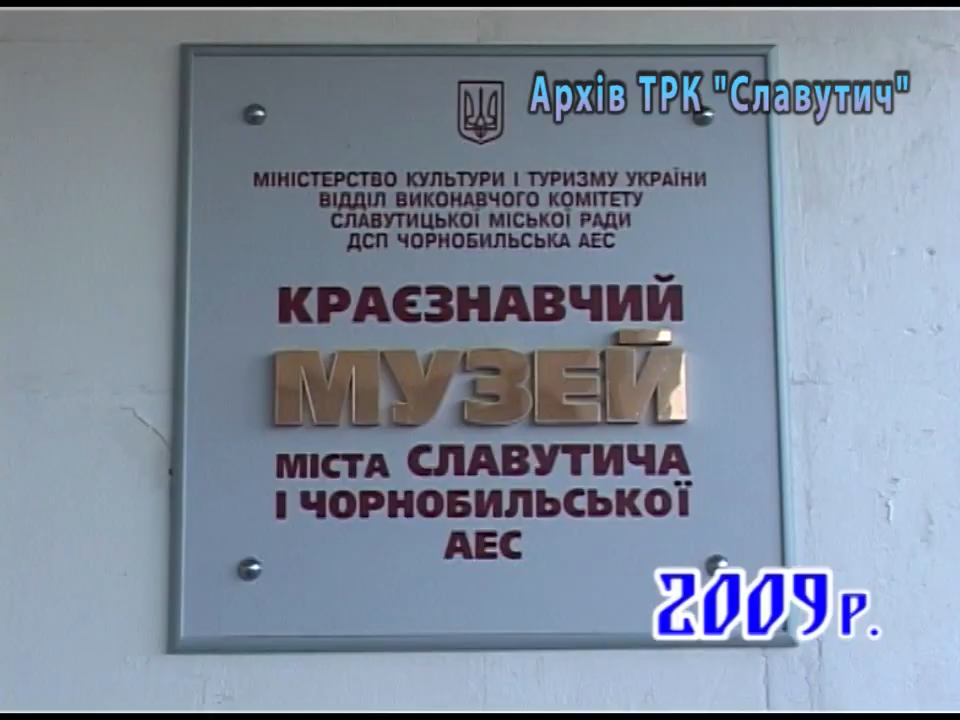 Архів ТРК "Славутич"
МІНІСТЕРСТВО КУЛЬТУРИ І ТУРИЗМУ УКРАЇНИ
ВІДДІЛ ВИКОНАВЧОГО КОМІТЕТУ
СЛАВУТИЦЬКОЇ МІСЬКОЇ РАДИ
ДСП ЧОРНОБИЛЬСЬКА АЕС
КРАЄЗНАВЧИЙ
МУЗЕЙ
МІСТА СЛАВУТИЧА
І ЧОРНОБИЛЬСЬКОЇ
АЕС
2009 р.